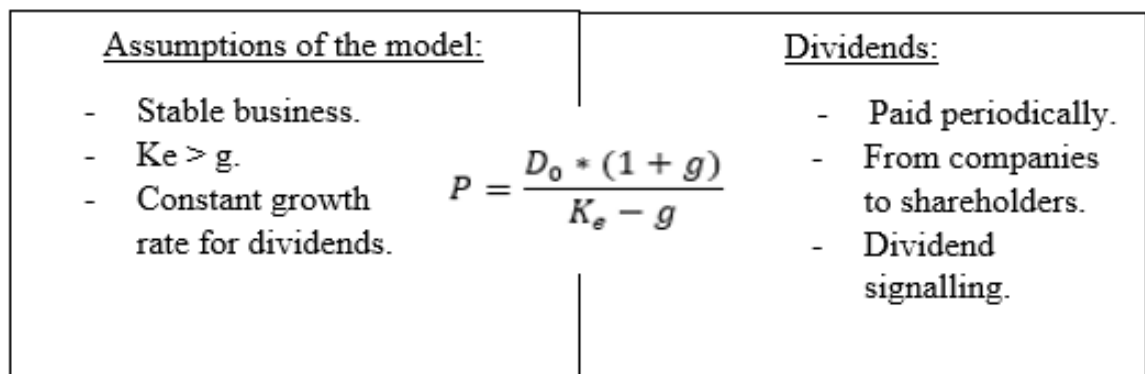 Assumptions of the model:
- Stable business.
- Ke > g.
- Constant growth
rate for dividends.
P = D₀ * (1 + g) / Kₑ − g
Dividends:
- Paid periodically.
- From companies
to shareholders.
- Dividend
signalling.